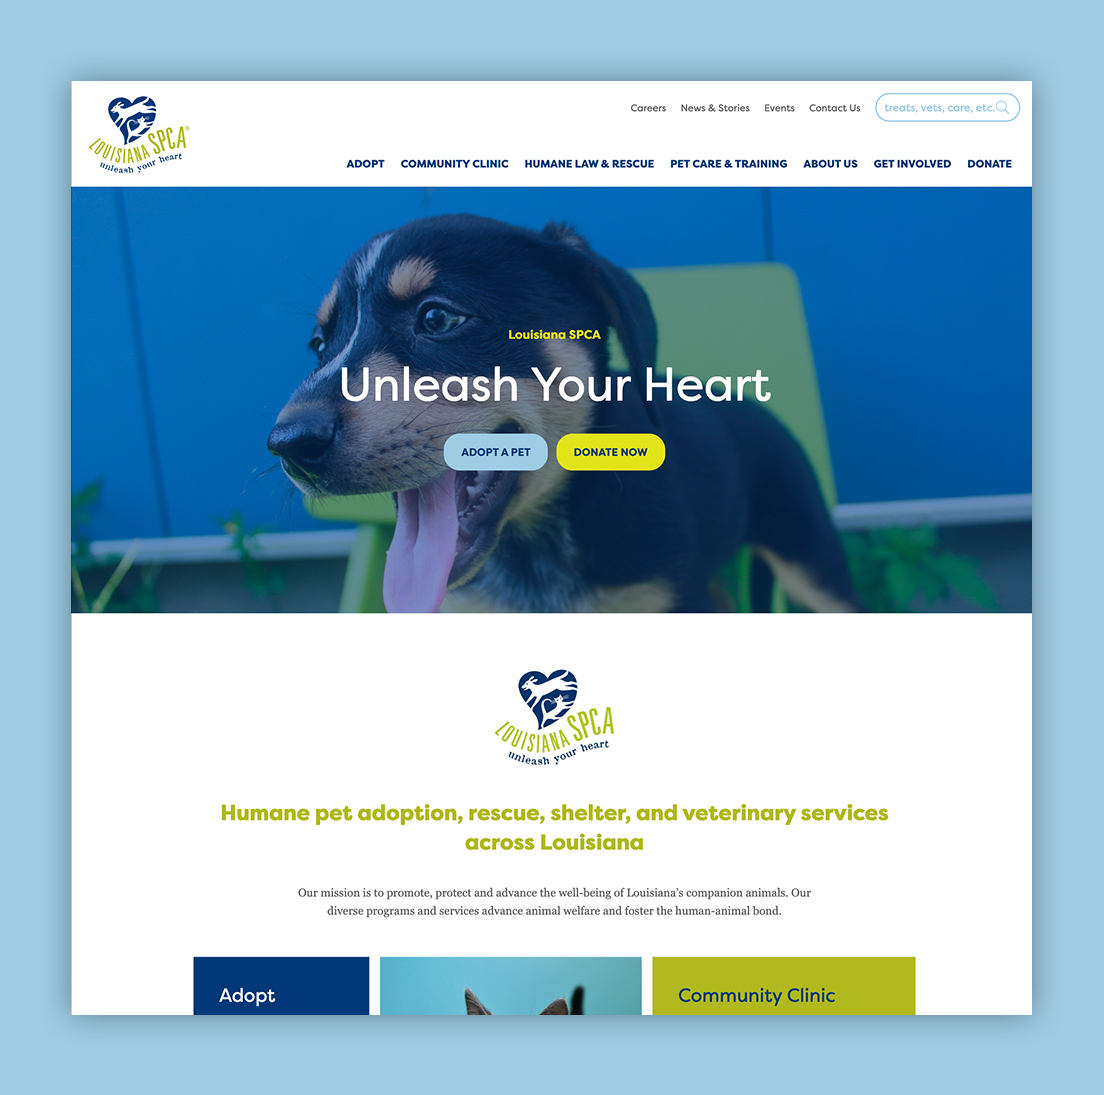 LOUISIANA SPCA®
unleash your heart
Careers News & Stories Events Contact Us treats, vets, care, etc.
ADOPT COMMUNITY CLINIC HUMANE LAW & RESCUE PET CARE & TRAINING ABOUT US GET INVOLVED DONATE
Louisiana SPCA
Unleash Your Heart
ADOPT A PET DONATE NOW
LOUISIANA SPCA
unleash your heart
Humane pet adoption, rescue, shelter, and veterinary services
across Louisiana
Our mission is to promote, protect and advance the well-being of Louisiana’s companion animals. Our
diverse programs and services advance animal welfare and foster the human-animal bond.
Adopt Community Clinic